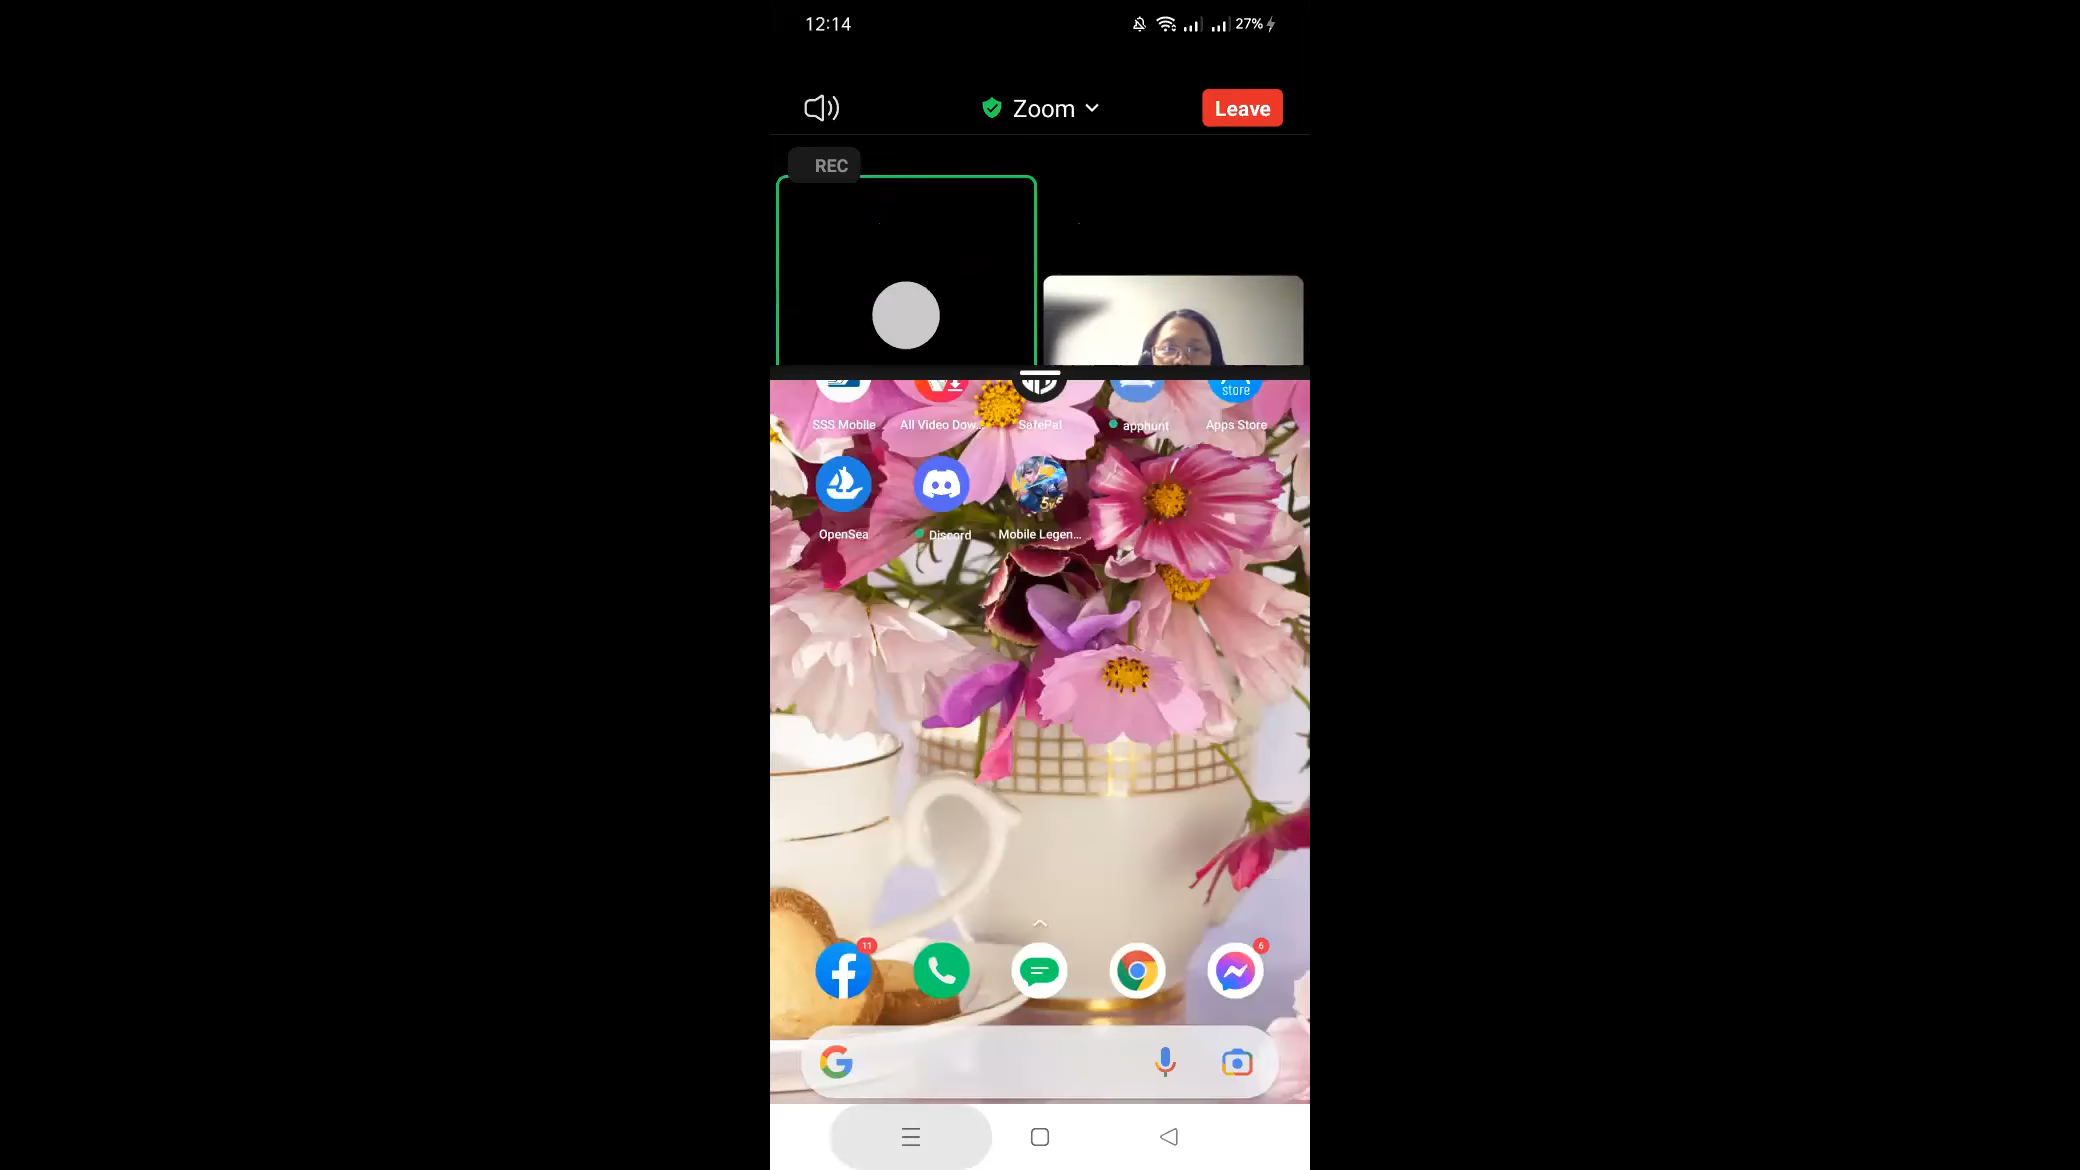 12:14
27%
Zoom
Leave
REC
store
SSS Mobile
All Video Dow...
SafePal
apphunt
Apps Store
5v5
OpenSea
Discord
Mobile Legen...
11
6